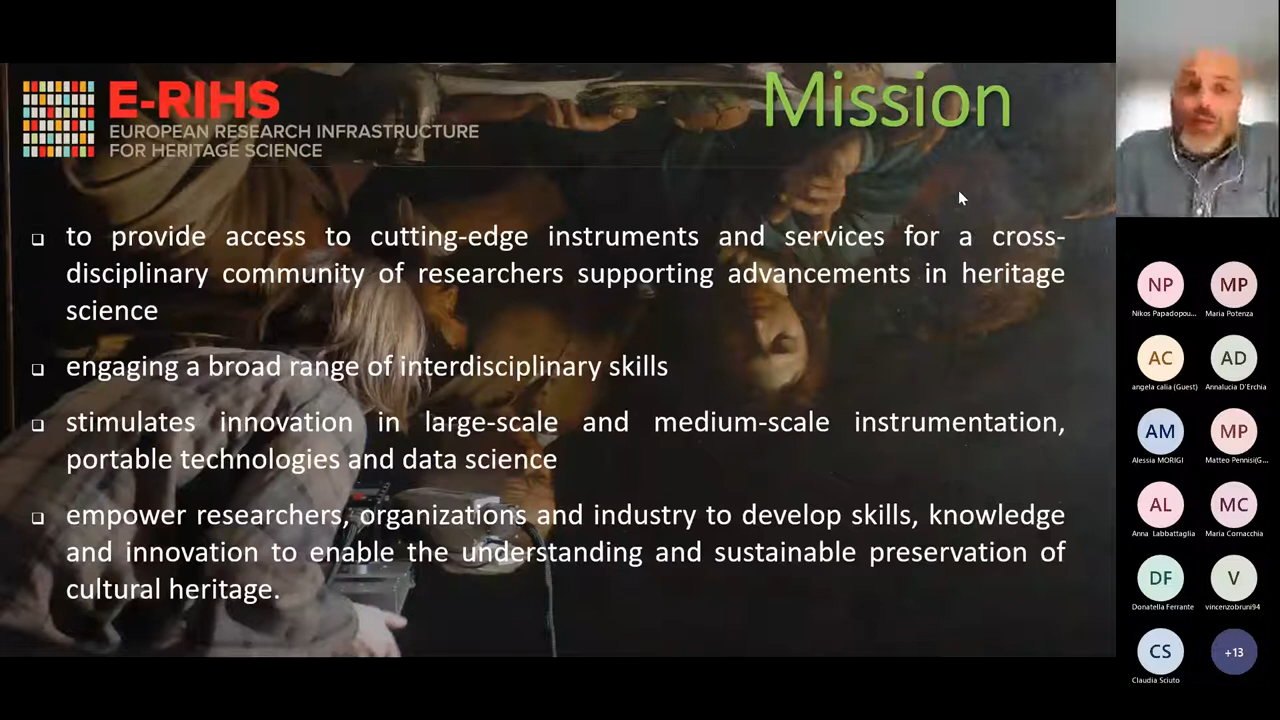 E-RIHS
EUROPEAN RESEARCH INFRASTRUCTURE
FOR HERITAGE SCIENCE
Mission
to provide access to cutting-edge instruments and services for a cross-
disciplinary community of researchers supporting advancements in heritage
science
engaging a broad range of interdisciplinary skills
stimulates innovation in large-scale and medium-scale instrumentation,
portable technologies and data science
empower researchers, organizations and industry to develop skills, knowledge
and innovation to enable the understanding and sustainable preservation of
cultural heritage.
NP MP
Nikos Papadopou... Maria Potenza
AC AD
angela calia (Guest) Annalucia D'Erchia
AM MP
Alessia MORIGI Matteo Pennisi(G...
AL MC
Anna Labbattaglia Maria Cornacchia
DF V
Donatella Ferrante vincenzobruni94
CS +13
Claudia Sciuto